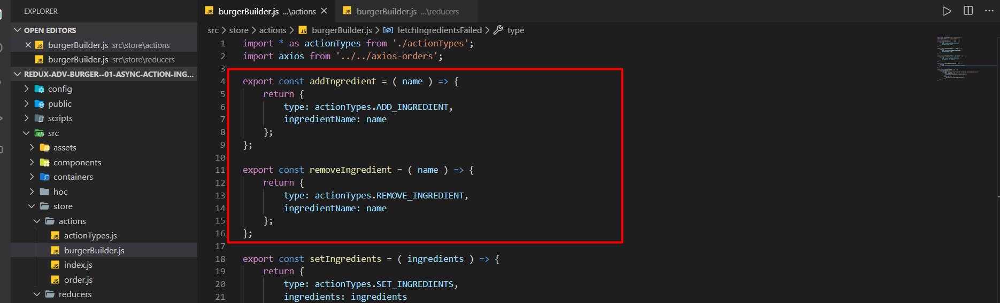 EXPLORER
OPEN EDITORS
burgerBuilder.js src\store\actions
burgerBuilder.js src\store\reducers
REDUX-ADV-BURGER--01-ASYNC-ACTION-ING...
config
public
scripts
src
assets
components
containers
hoc
store
actions
JS actionTypes.js
JS burgerBuilder.js
JS index.js
JS order.js
reducers
JS burgerBuilder.js ...\actions
JS burgerBuilder.js ...\reducers
src > store > actions > JS burgerBuilder.js > fetchIngredientsFailed > type
1 import * as actionTypes from './actionTypes';
2 import axios from '../../axios-orders';
3
4 export const addIngredient = ( name ) => {
5 return {
6 type: actionTypes.ADD_INGREDIENT,
7 ingredientName: name
8 };
9 };
10
11 export const removeIngredient = ( name ) => {
12 return {
13 type: actionTypes.REMOVE_INGREDIENT,
14 ingredientName: name
15 };
16 };
17
18 export const setIngredients = ( ingredients ) => {
19 return {
20 type: actionTypes.SET_INGREDIENTS,
21 ingredients: ingredients